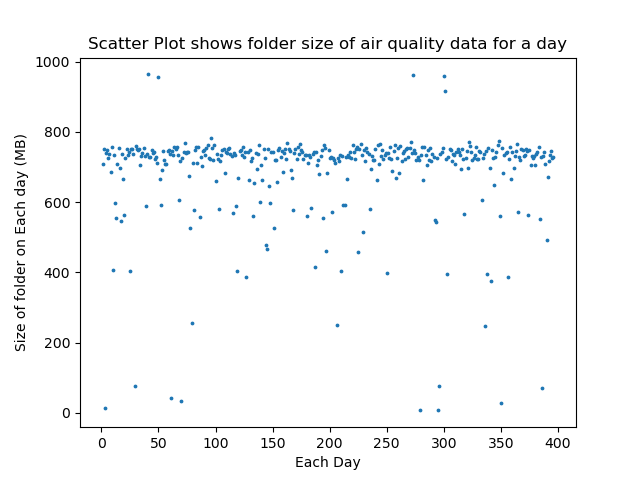 Scatter Plot shows folder size of air quality data for a day
1000
800
600
400
200
0
Size of folder on Each day (MB)
0 50 100 150 200 250 300 350 400
Each Day